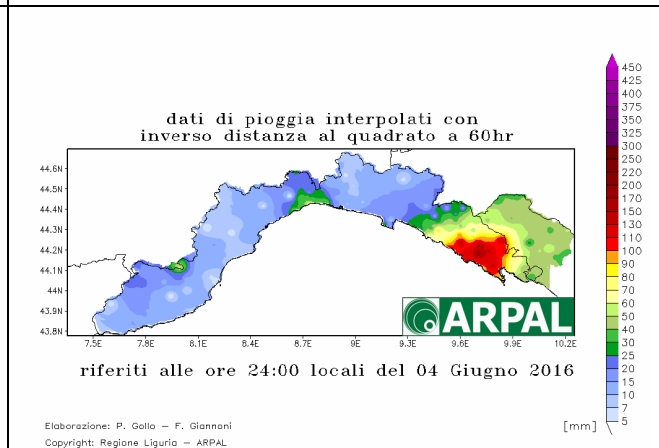 dati di pioggia interpolati con
inverso distanza al quadrato a 60hr
450
425
400
375
350
325
300
250
220
200
170
150
130
110
100
90
80
70
60
50
40
30
25
20
15
10
7
5
[mm]
44.6N
44.5N
44.4N
44.3N
44.2N
44.1N
44N
43.9N
43.8N
7.5E 7.8E 8.1E 8.4E 8.7E 9E 9.3E 9.6E 9.9E 10.2E
ARPAL
riferiti alle ore 24:00 locali del 04 Giugno 2016
Elaborazione: P. Gollo – F. Giannoni
Copyright: Regione Liguria – ARPAL